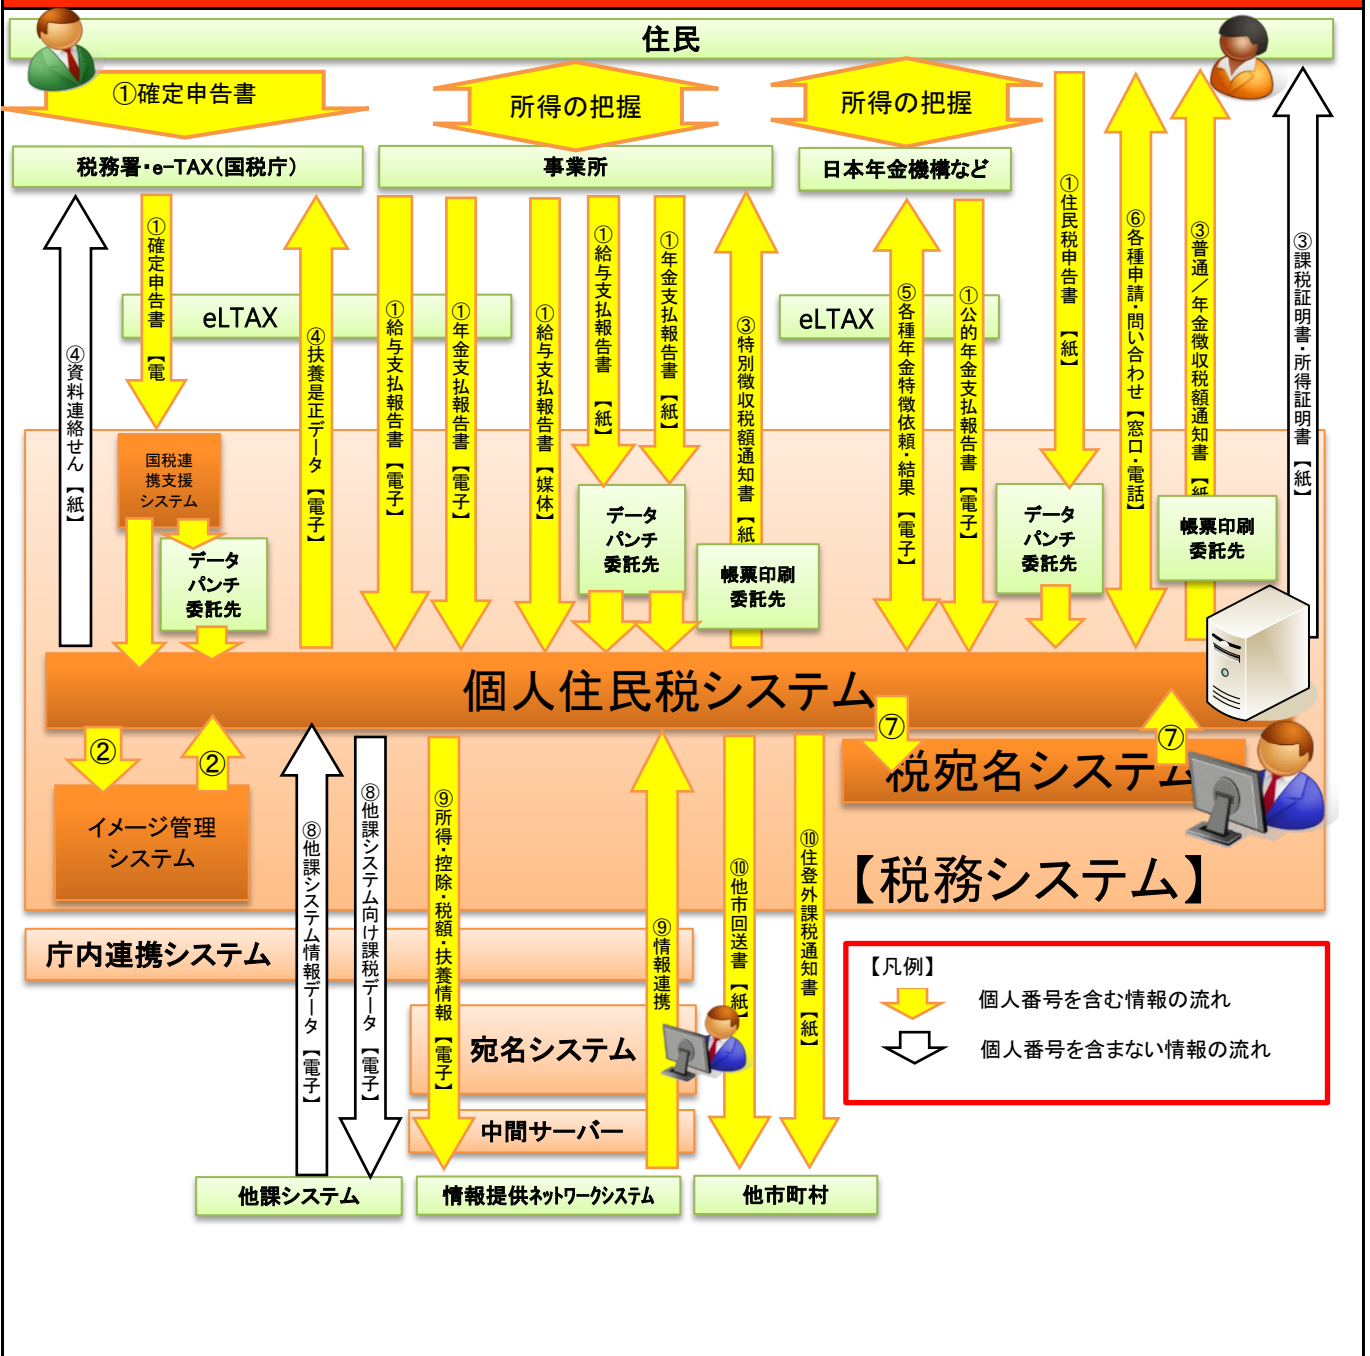 住民
①確定申告書
所得の把握
所得の把握
税務署・e-TAX(国税庁)
事業所
日本年金機構など
④資料連絡せん 【紙】
①確定申告書 【電
eLTAX
④扶養是正データ 【電子】
①給与支払報告書 【電子】
①年金支払報告書 【電子】
①給与支払報告書 【媒体】
①給与支払報告書 【紙】
①年金支払報告書 【紙】
③特別徴収税額通知書 【紙
eLTAX
⑤各種年金特徴依頼・結果 【電子】
①公的年金支払報告書 【電子】
①住民税申告書 【紙】
⑥各種申請・問い合わせ 【窓口・電話】
③普通／年金徴収税額通知書 【紙
③課税証明書・所得証明書 【紙】
国税連
携支援
システム
データ
パンチ
委託先
データ
パンチ
委託先
帳票印刷
委託先
データ
パンチ
委託先
帳票印刷
委託先
個人住民税システム
②
②
⑦
⑦
税宛名システム
イメージ管理
システム
【税務システム】
⑧他課システム情報データ 【電子】
⑧他課システム向け課税データ 【電子】
⑨所得・控除・税額・扶養情報 【電子】
⑨情報連携
⑩他市回送書 【紙】
⑩住登外課税通知書 【紙】
庁内連携システム
宛名システム
中間サーバー
【凡例】
個人番号を含む情報の流れ
個人番号を含まない情報の流れ
他課システム
情報提供ネットワークシステム
他市町村